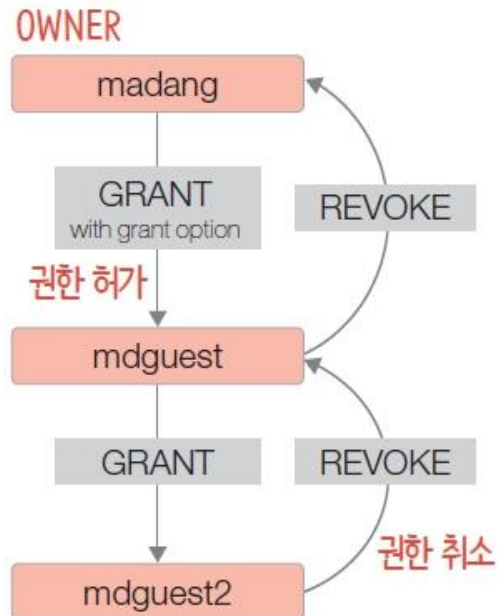 OWNER
madang
GRANT
with grant option
REVOKE
권한 허가
mdguest
GRANT
REVOKE
권한 취소
mdguest2